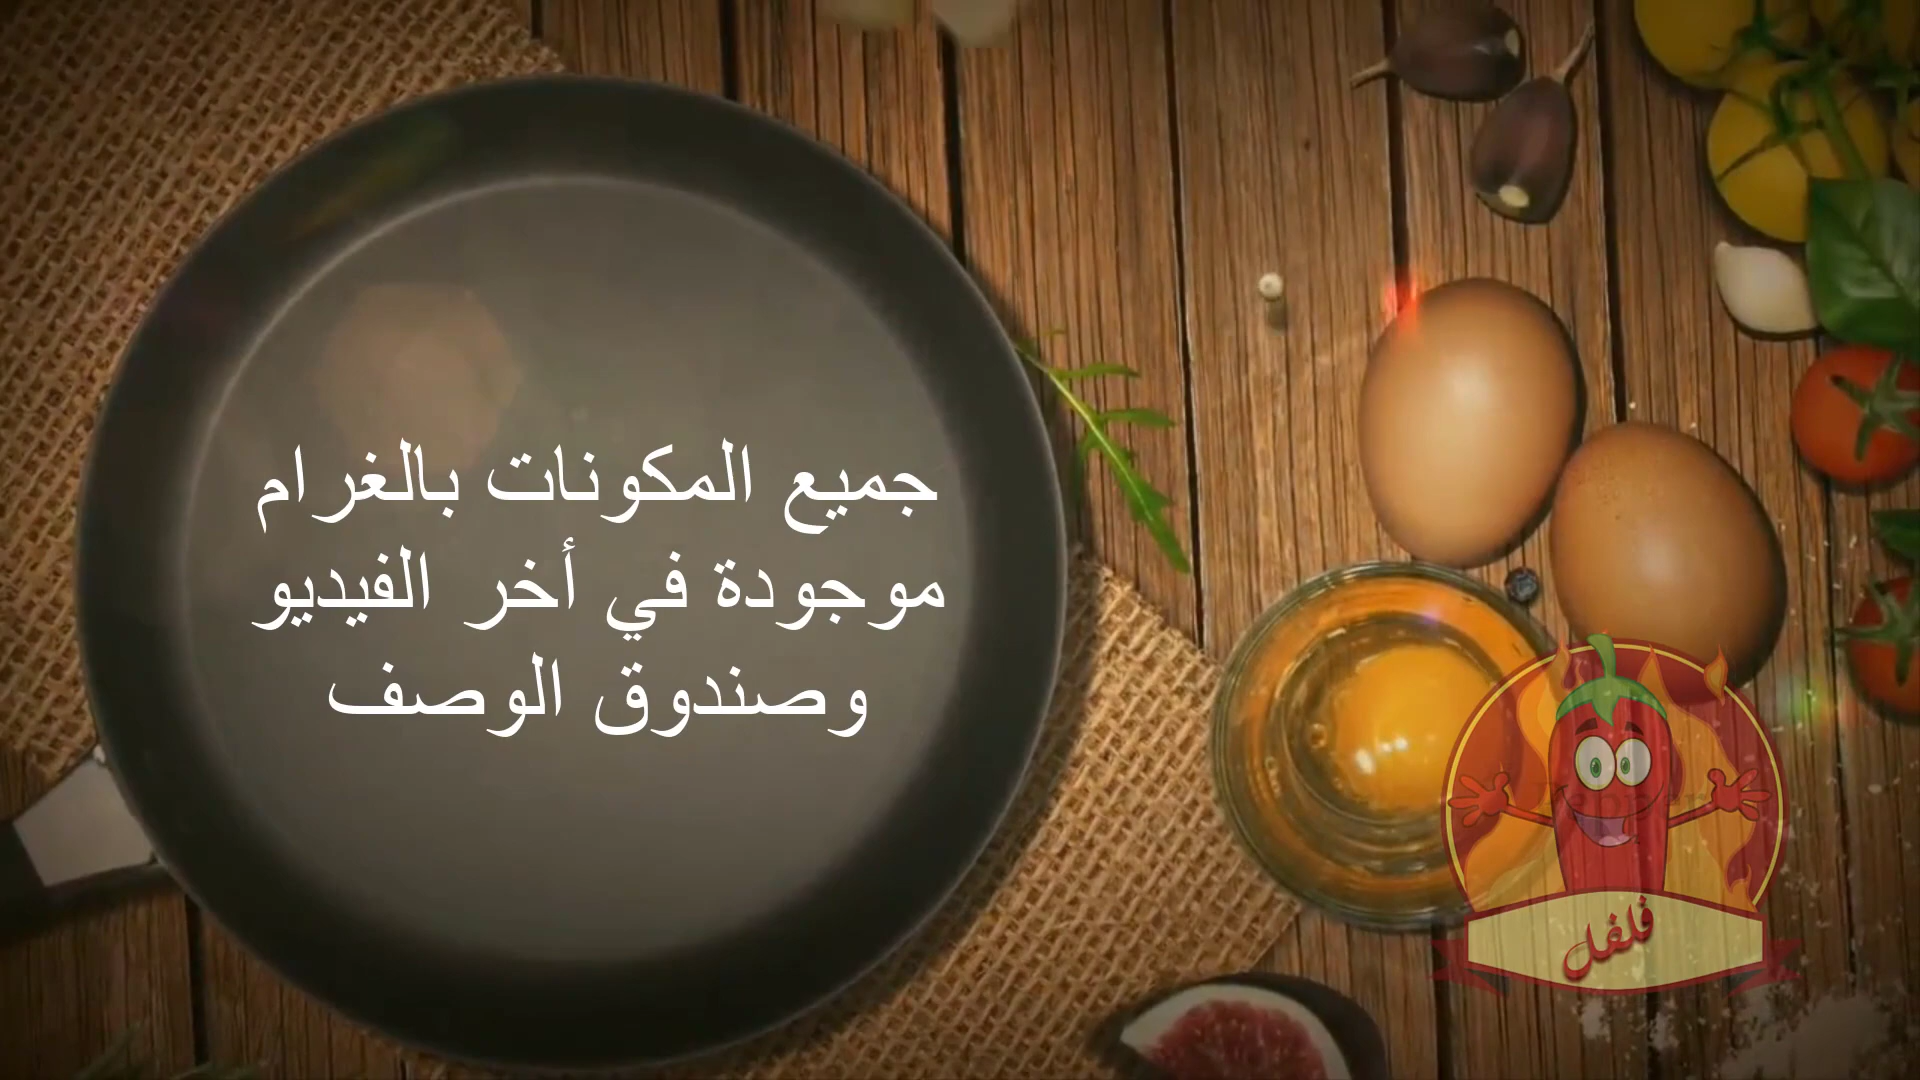 جميع المكونات بالغرام
موجودة في أخر الفيديو
وصندوق الوصف
فلفل